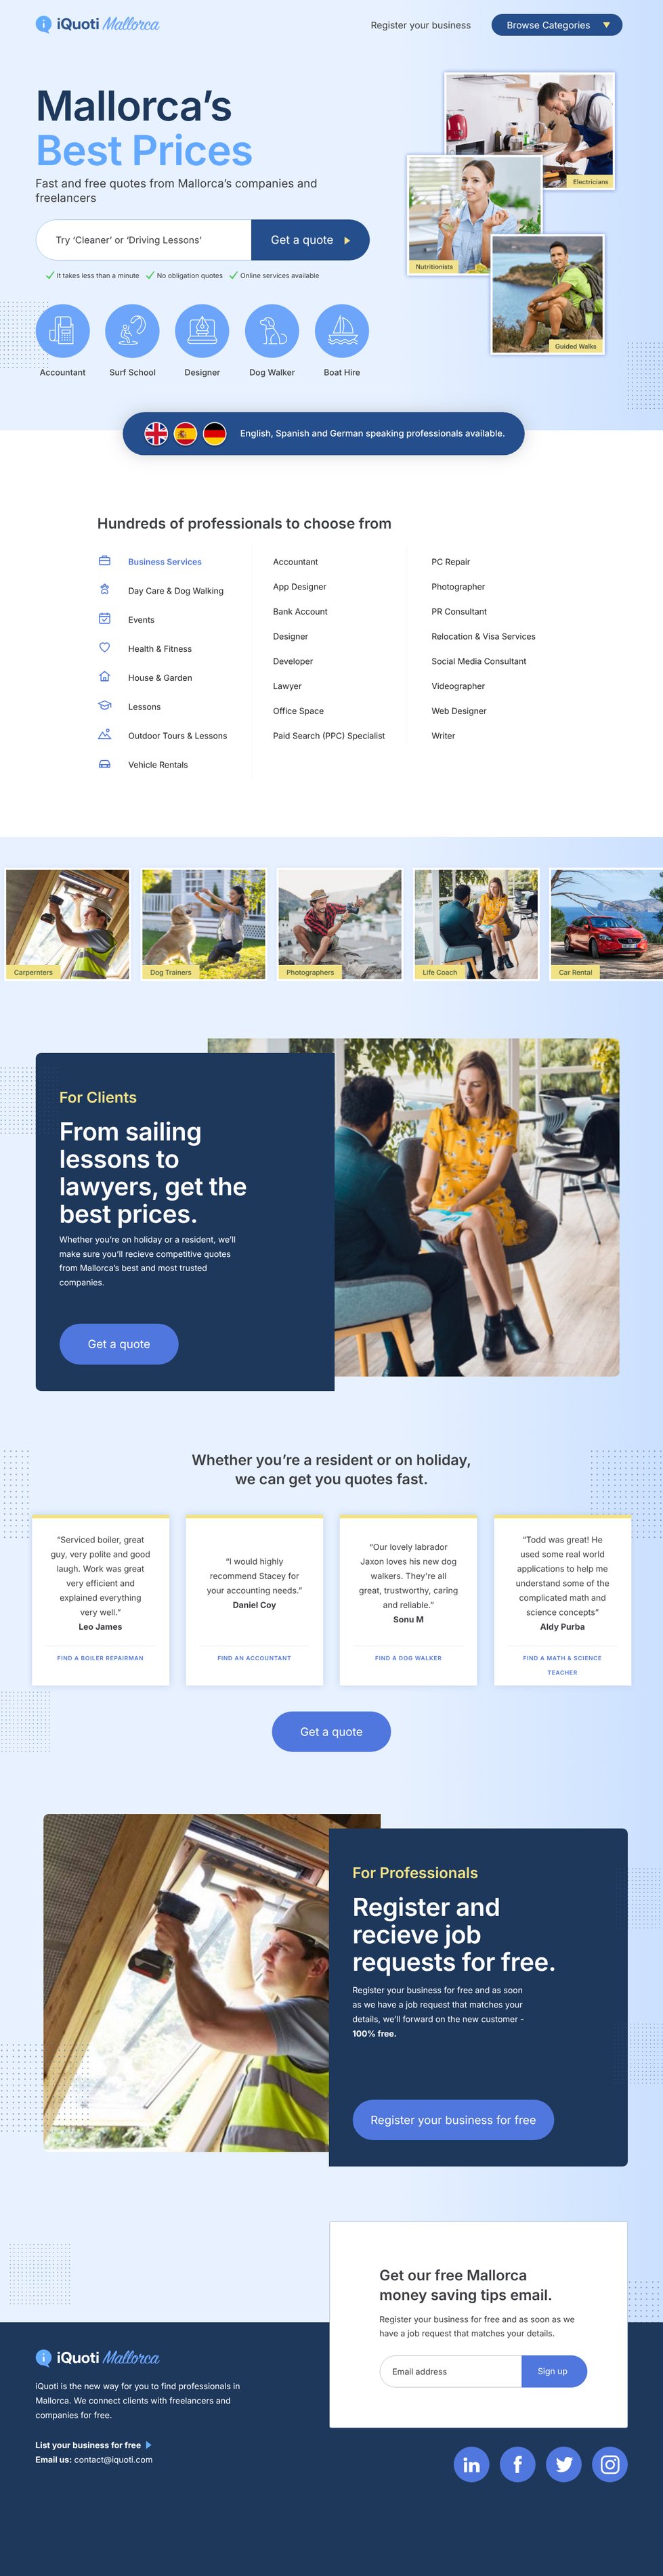 iQuoti Mallorca
Register your business
Browse Categories
Mallorca’s
Best Prices
Fast and free quotes from Mallorca’s companies and
freelancers
Try ‘Cleaner’ or ‘Driving Lessons’
Get a quote
It takes less than a minute
No obligation quotes
Online services available
Electricians
Nutritionists
Guided Walks
Accountant
Surf School
Designer
Dog Walker
Boat Hire
English, Spanish and German speaking professionals available.
Hundreds of professionals to choose from
Business Services
Day Care & Dog Walking
Events
Health & Fitness
House & Garden
Lessons
Outdoor Tours & Lessons
Vehicle Rentals
Accountant
App Designer
Bank Account
Designer
Developer
Lawyer
Office Space
Paid Search (PPC) Specialist
PC Repair
Photographer
PR Consultant
Relocation & Visa Services
Social Media Consultant
Videographer
Web Designer
Writer
Carpernters
Dog Trainers
Photographers
Life Coach
Car Rental
For Clients
From sailing
lessons to
lawyers, get the
best prices.
Whether you’re on holiday or a resident, we’ll
make sure you’ll recieve competitive quotes
from Mallorca’s best and most trusted
companies.
Get a quote
Whether you’re a resident or on holiday,
we can get you quotes fast.
“Serviced boiler, great
guy, very polite and good
laugh. Work was great
very efficient and
explained everything
very well.”
Leo James
FIND A BOILER REPAIRMAN
“I would highly
recommend Stacey for
your accounting needs.”
Daniel Coy
FIND AN ACCOUNTANT
“Our lovely labrador
Jaxon loves his new dog
walkers. They’re all
great, trustworthy, caring
and reliable.”
Sonu M
FIND A DOG WALKER
“Todd was great! He
used some real world
applications to help me
understand some of the
complicated math and
science concepts”
Aldy Purba
FIND A MATH & SCIENCE
TEACHER
Get a quote
For Professionals
Register and
recieve job
requests for free.
Register your business for free and as soon
as we have a job request that matches your
details, we’ll forward on the new customer -
100% free.
Register your business for free
Get our free Mallorca
money saving tips email.
Register your business for free and as soon as we
have a job request that matches your details.
Email address
Sign up
iQuoti Mallorca
iQuoti is the new way for you to find professionals in
Mallorca. We connect clients with freelancers and
companies for free.
List your business for free
Email us: contact@iquoti.com